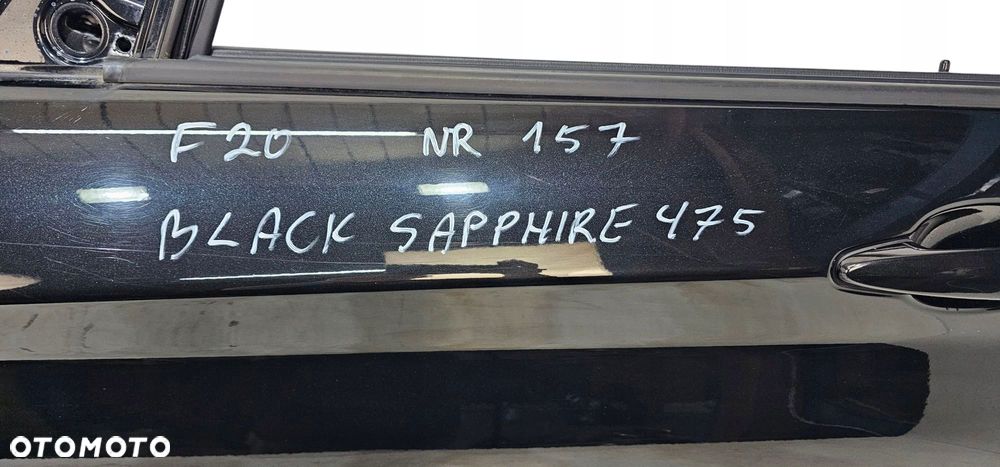 F20 NR 157
BLACK SAPPHIRE 475
OTOMOTO